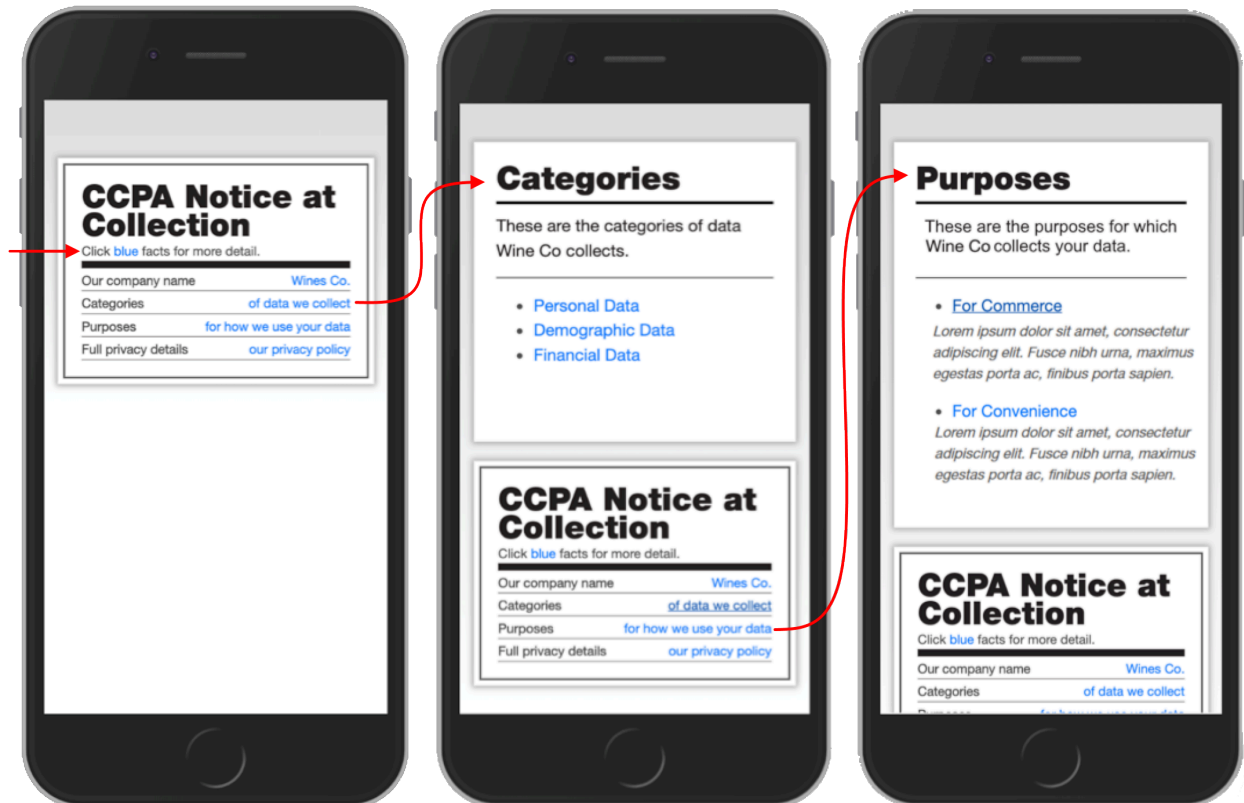 CCPA Notice at
Collection
Click blue facts for more detail.
Our company name Wines Co.
Categories of data we collect
Purposes for how we use your data
Full privacy details our privacy policy
Categories
These are the categories of data
Wine Co collects.
• Personal Data
• Demographic Data
• Financial Data
CCPA Notice at
Collection
Click blue facts for more detail.
Our company name Wines Co.
Categories of data we collect
Purposes for how we use your data
Full privacy details our privacy policy
Purposes
These are the purposes for which
Wine Co collects your data.
• For Commerce
Lorem ipsum dolor sit amet, consectetur
adipiscing elit. Fusce nibh urna, maximus
egestas porta ac, finibus porta sapien.
• For Convenience
Lorem ipsum dolor sit amet, consectetur
adipiscing elit. Fusce nibh urna, maximus
egestas porta ac, finibus porta sapien.
CCPA Notice at
Collection
Click blue facts for more detail.
Our company name Wines Co.
Categories of data we collect